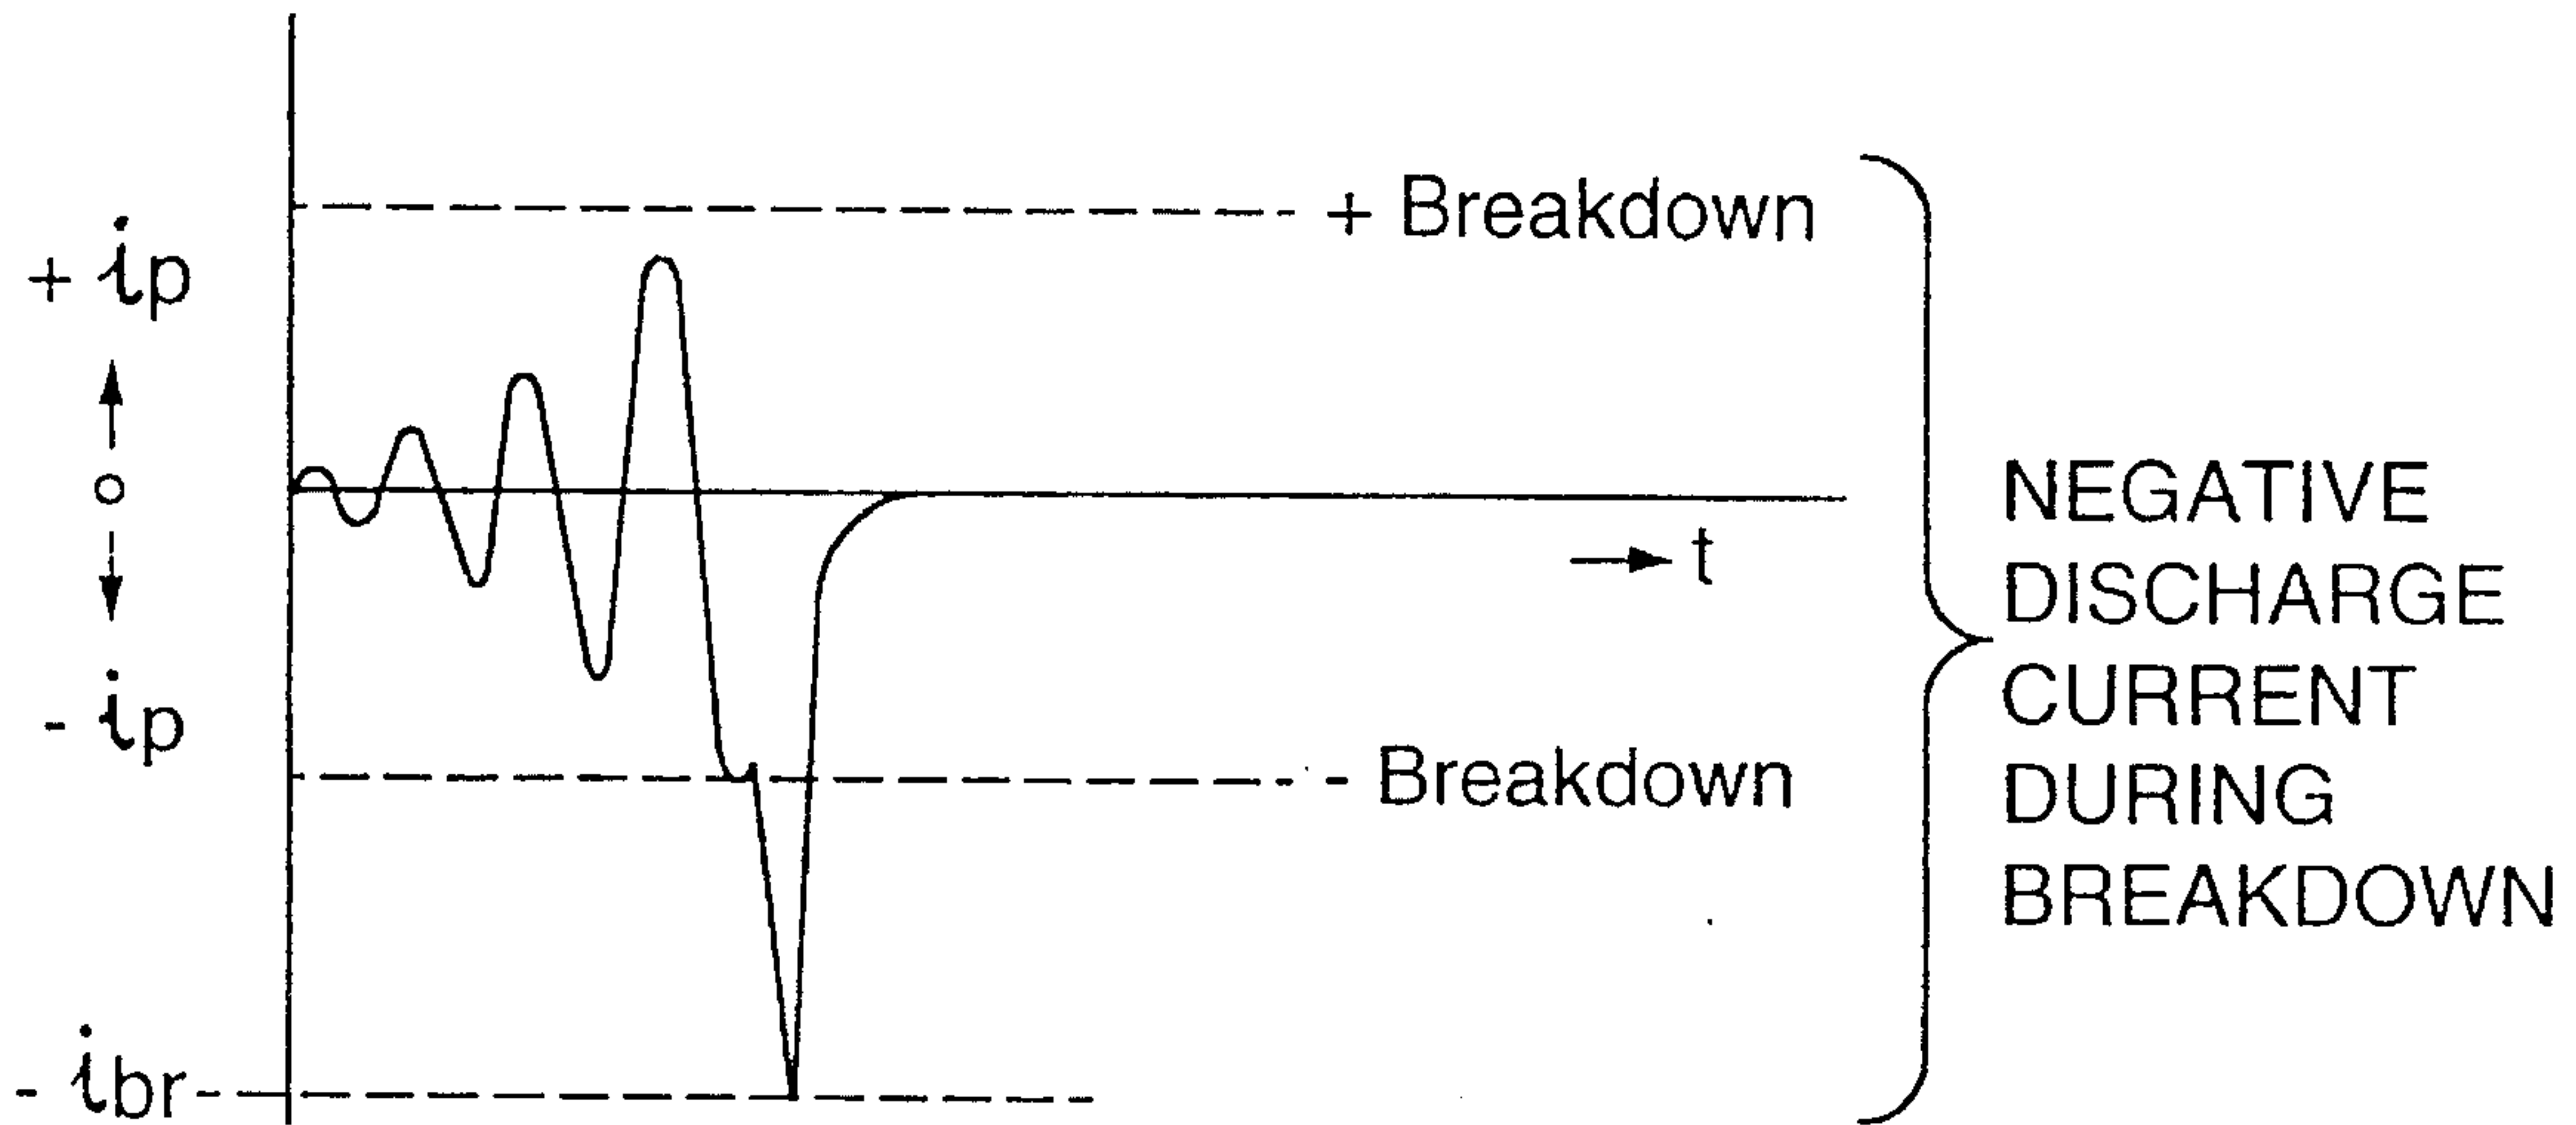 + Breakdown
+ ip
o
→ t
- ip
- Breakdown
- ibr
NEGATIVE
DISCHARGE
CURRENT
DURING
BREAKDOWN